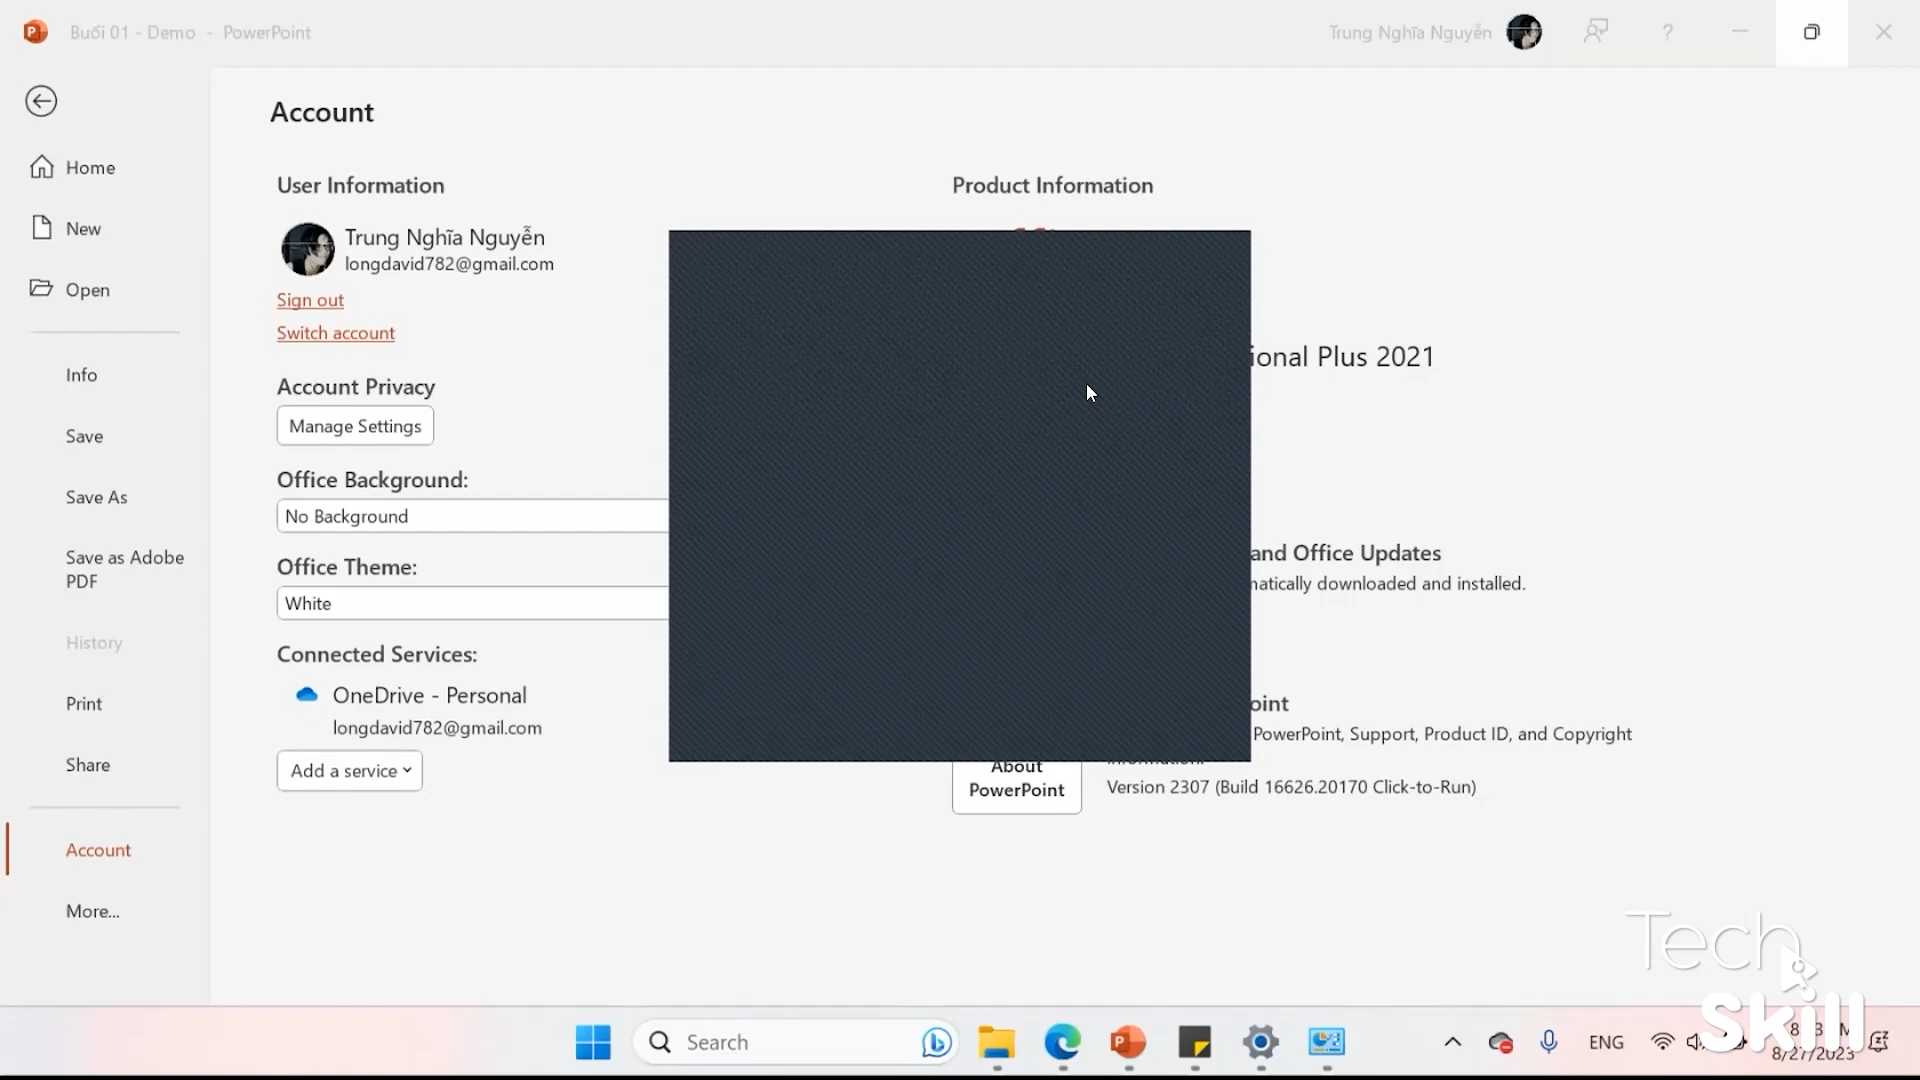 Buổi 01 - Demo - PowerPoint
Trung Nghĩa Nguyễn
?
Account
Home
New
Open
Info
Save
Save As
Save as Adobe
PDF
History
Print
Share
Account
More...
User Information
Trung Nghĩa Nguyễn
longdavid782@gmail.com
Sign out
Switch account
Account Privacy
Manage Settings
Office Background:
No Background
Office Theme:
White
Connected Services:
OneDrive - Personal
longdavid782@gmail.com
Add a service
Product Information
ional Plus 2021
and Office Updates
matically downloaded and installed.
oint
PowerPoint, Support, Product ID, and Copyright
About
PowerPoint
Version 2307 (Build 16626.20170 Click-to-Run)
Tech
Skill
Search
ENG
8/27/2023